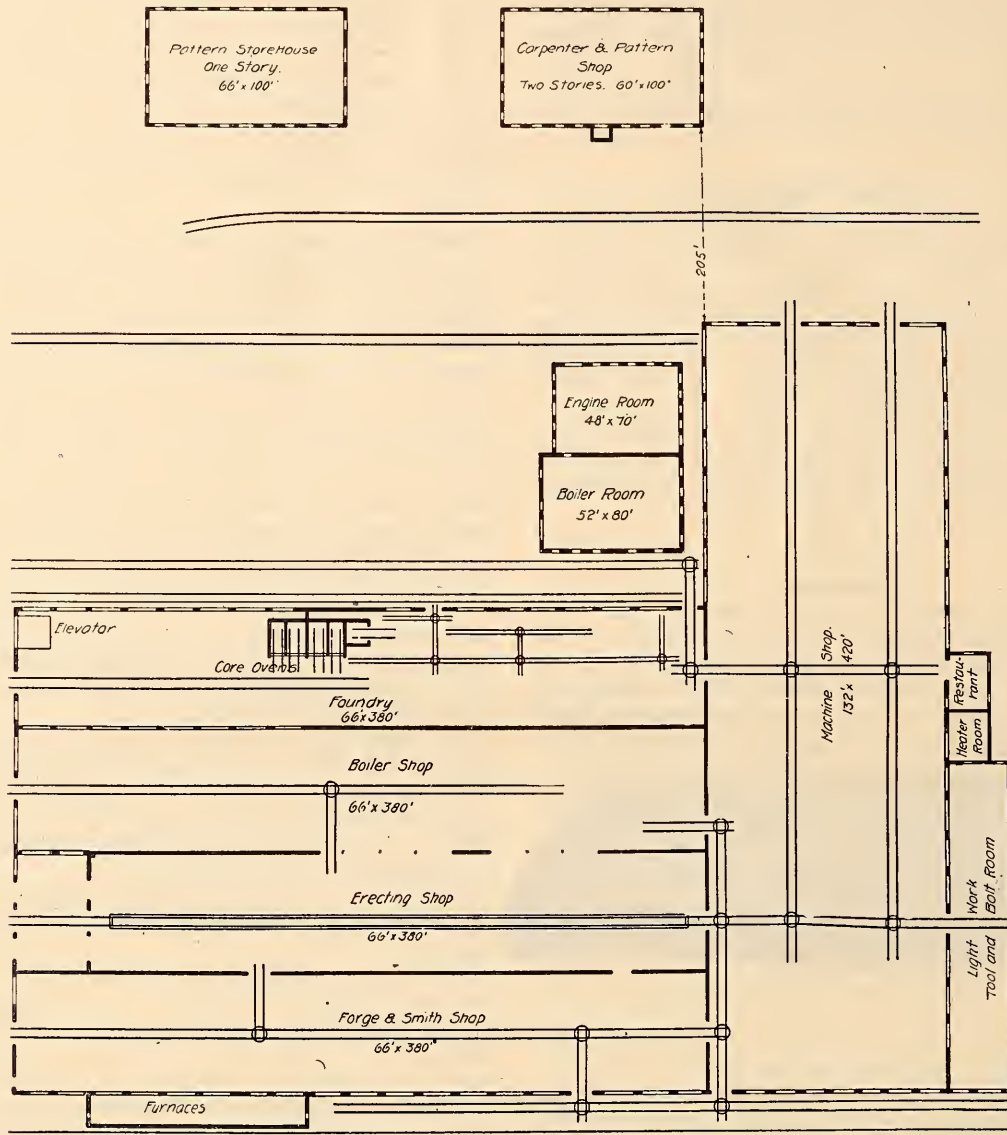 Pattern Storehouse
One Story.
66' x 100'
Carpenter & Pattern
Shop
Two Stories. 60' x 100'
205'
Engine Room
48' x 70'
Boiler Room
52' x 80'
Elevator
Core Ovens
Foundry
66' x 380'
Machine Shop.
132' x 420'
Restau-
rant
Heater
Room
Boiler Shop
66' x 380'
Erecting Shop
66' x 380'
Light Work
Tool and Bolt Room
Forge & Smith Shop
66' x 380'
Furnaces